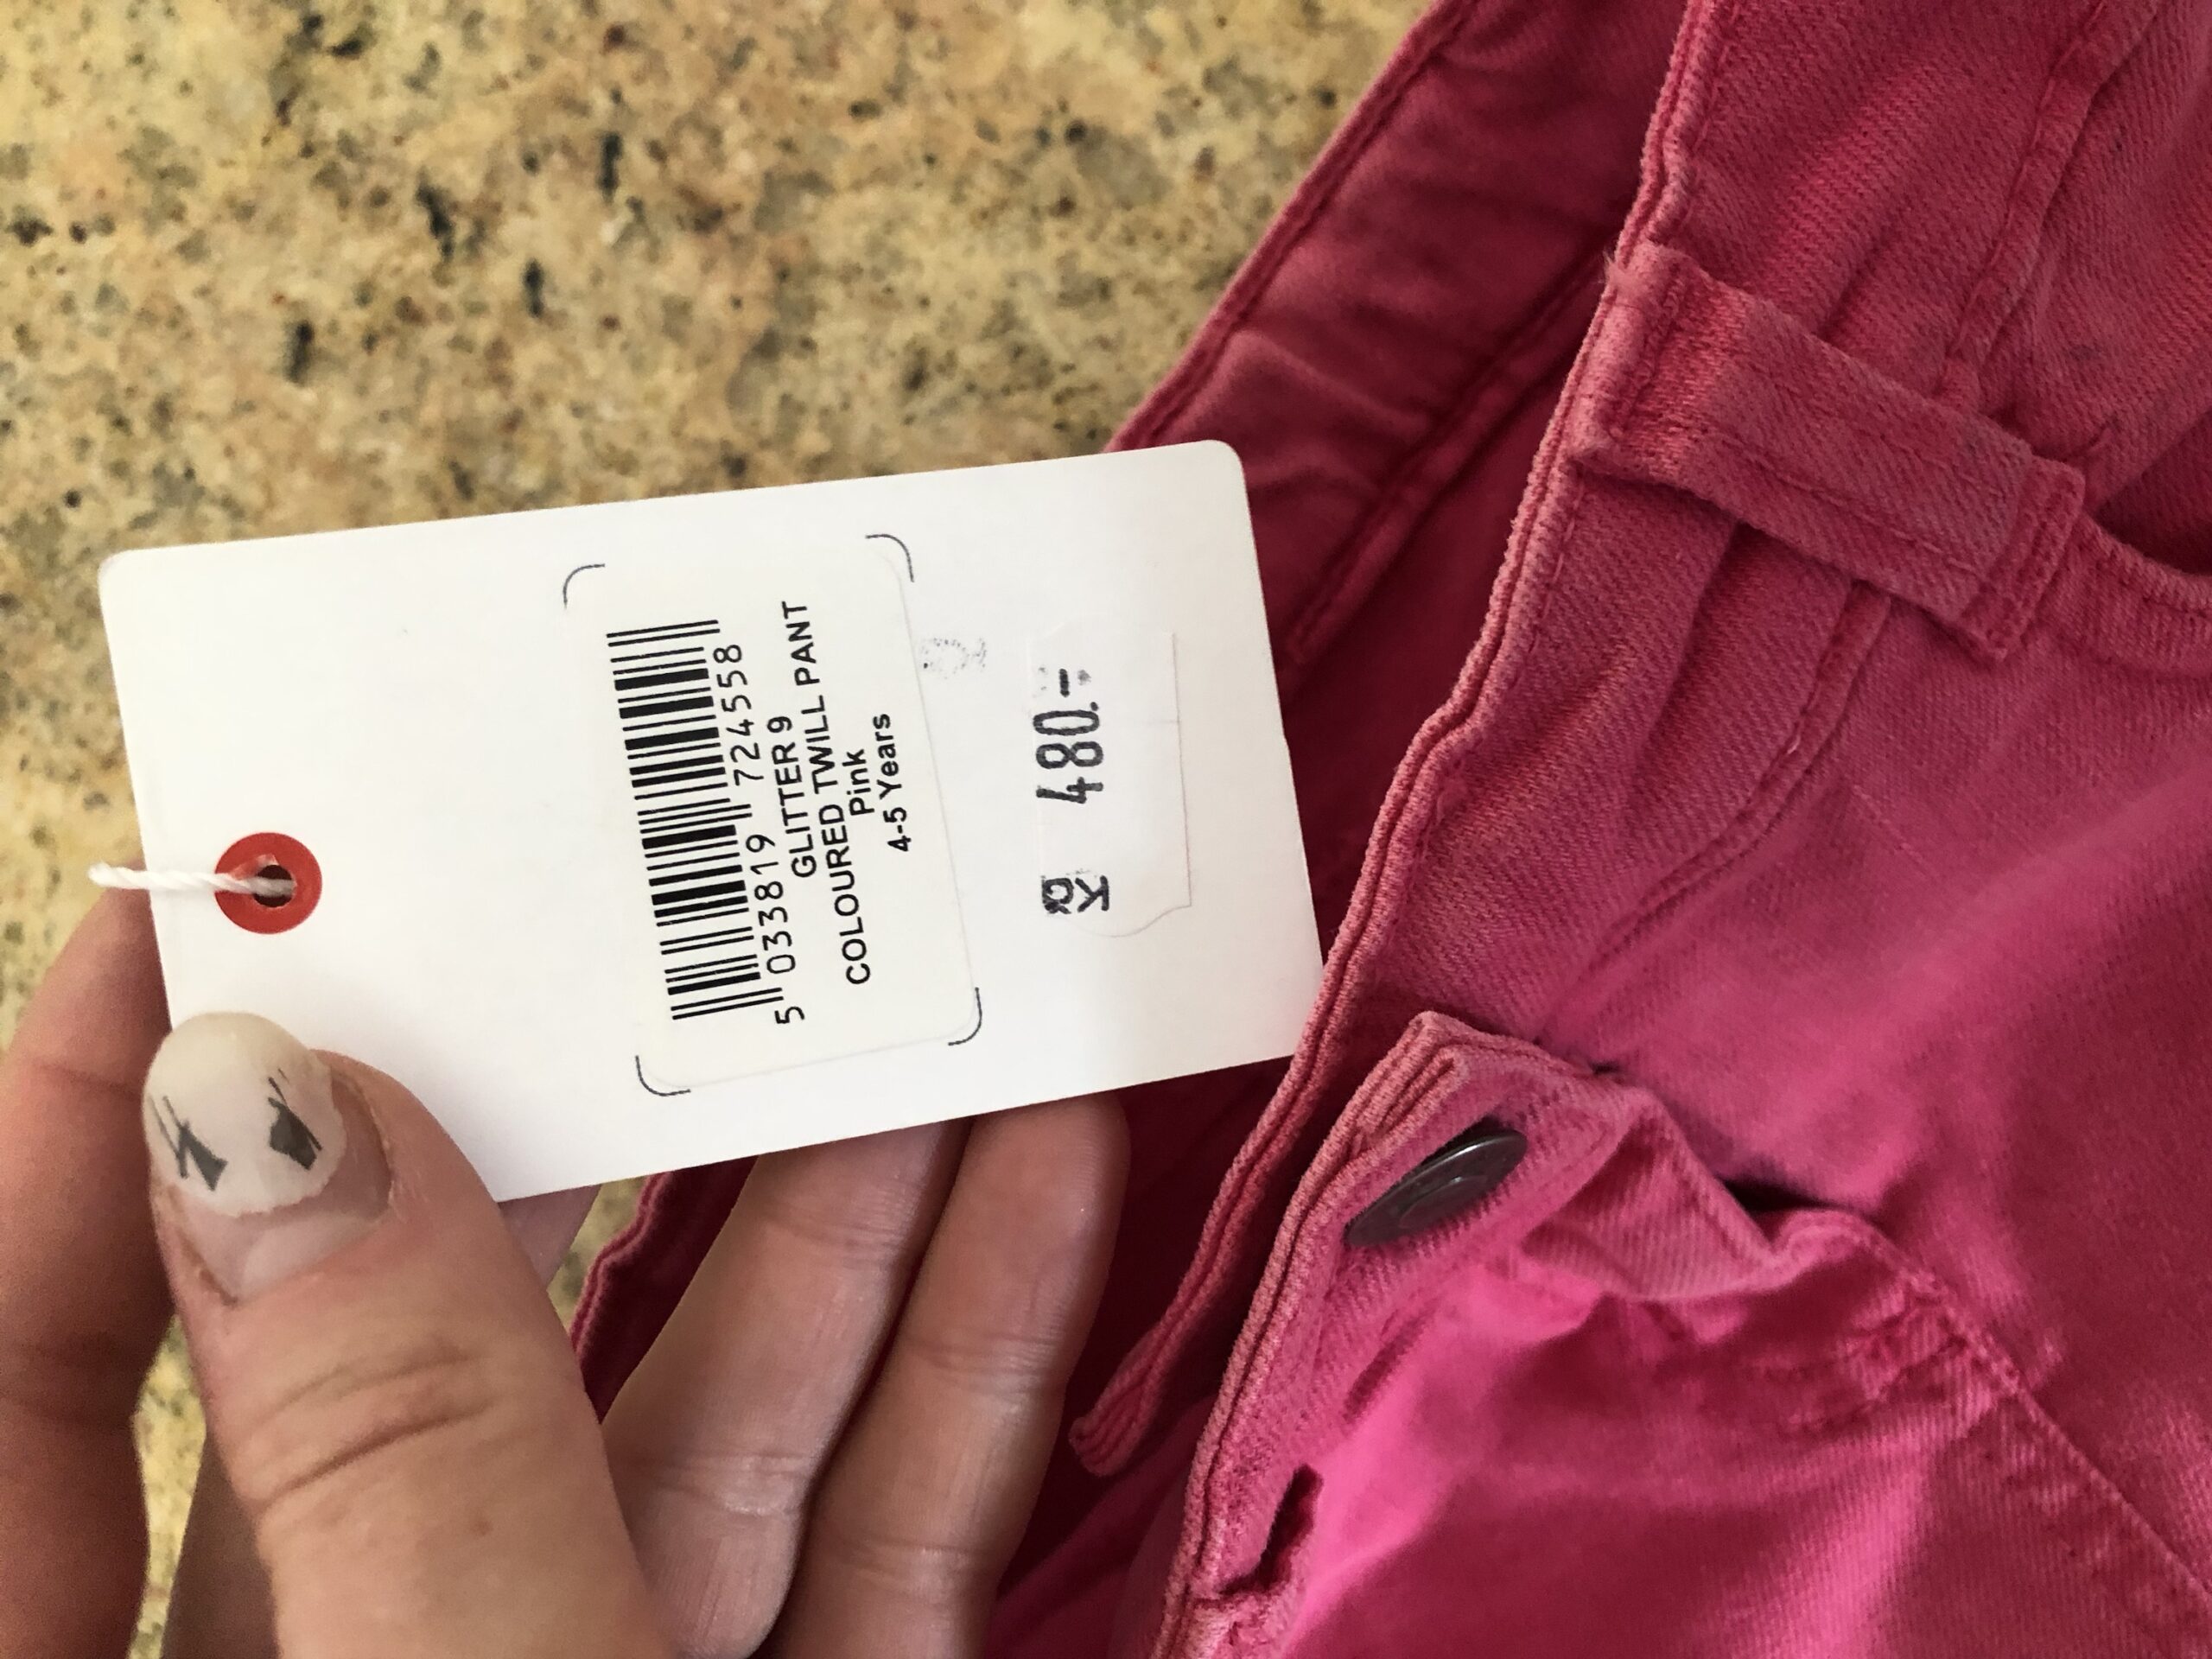 5 033819 724558
GLITTER 9
COLOURED TWILL PANT
Pink
4-5 Years
480.-